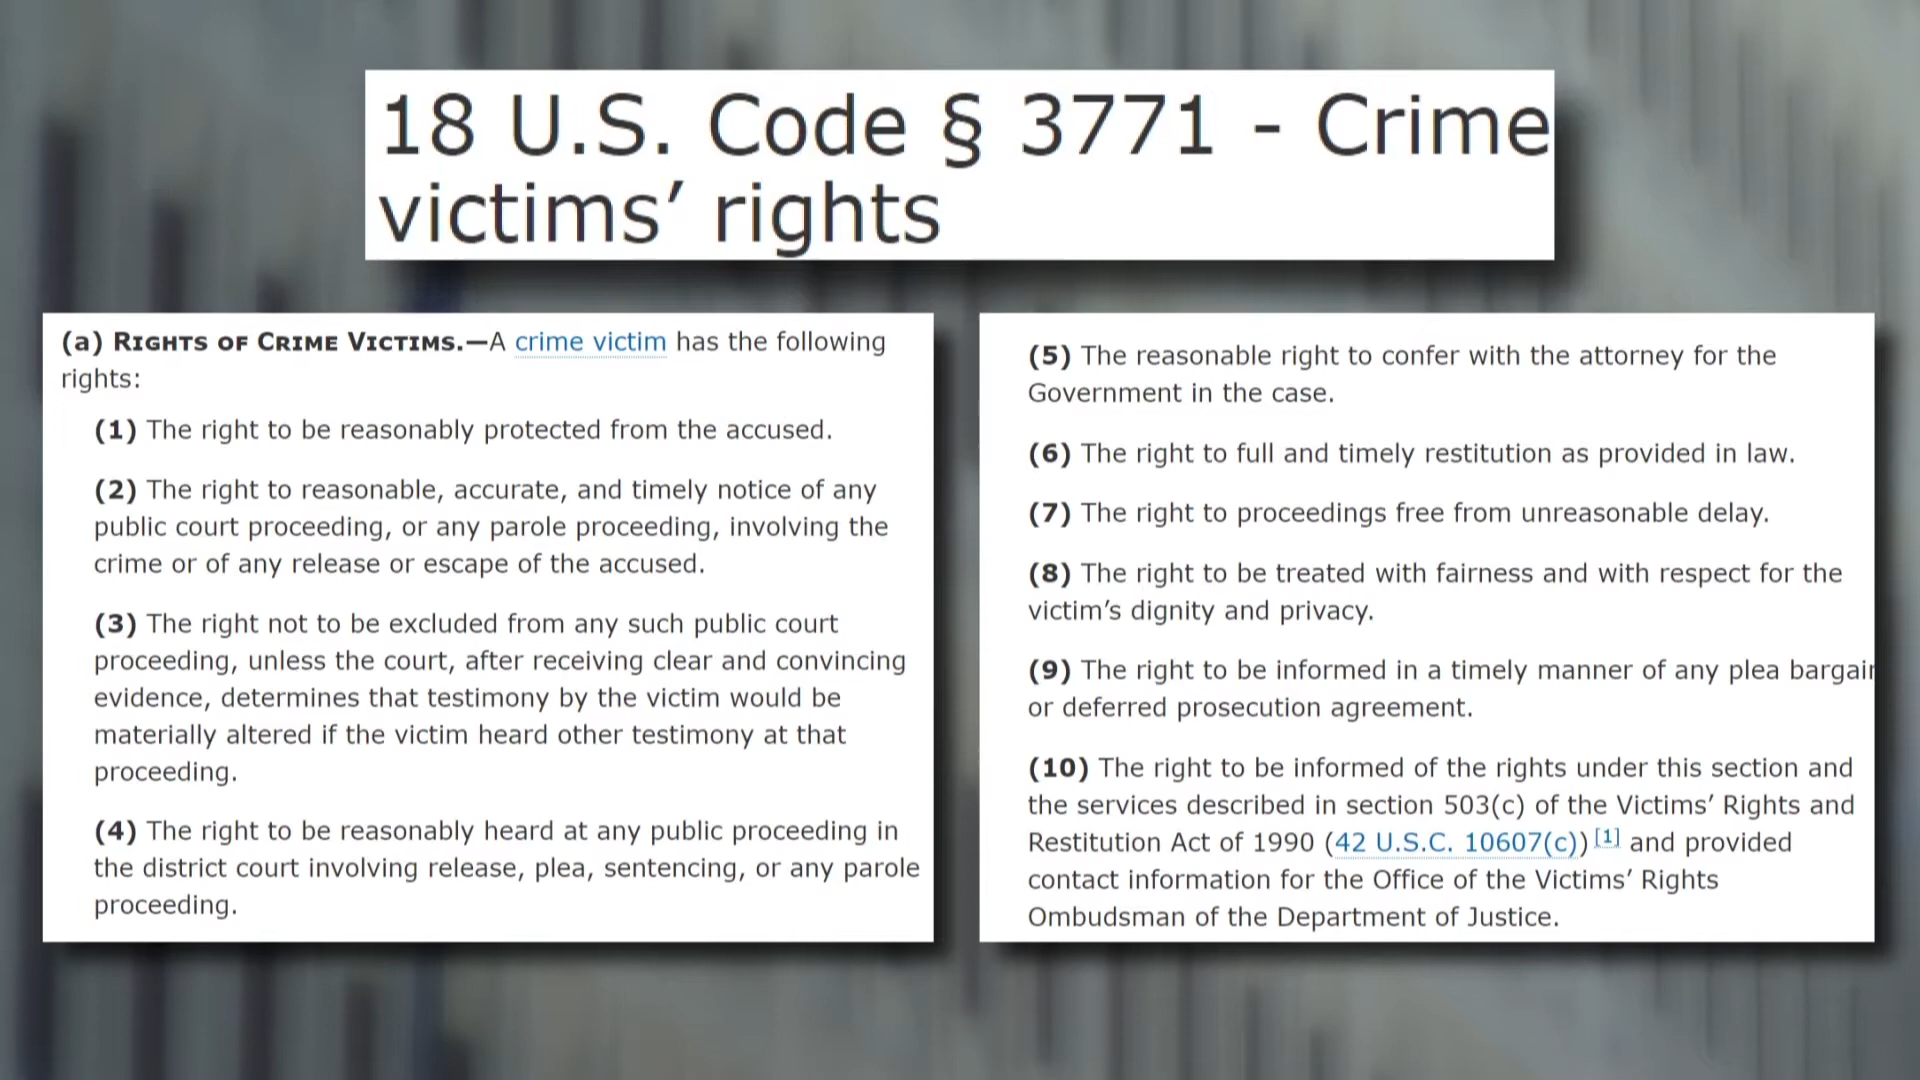 18 U.S. Code § 3771 - Crime
victims’ rights
(a) RIGHTS OF CRIME VICTIMS.—A crime victim has the following
rights:
(1) The right to be reasonably protected from the accused.
(2) The right to reasonable, accurate, and timely notice of any
public court proceeding, or any parole proceeding, involving the
crime or of any release or escape of the accused.
(3) The right not to be excluded from any such public court
proceeding, unless the court, after receiving clear and convincing
evidence, determines that testimony by the victim would be
materially altered if the victim heard other testimony at that
proceeding.
(4) The right to be reasonably heard at any public proceeding in
the district court involving release, plea, sentencing, or any parole
proceeding.
(5) The reasonable right to confer with the attorney for the
Government in the case.
(6) The right to full and timely restitution as provided in law.
(7) The right to proceedings free from unreasonable delay.
(8) The right to be treated with fairness and with respect for the
victim’s dignity and privacy.
(9) The right to be informed in a timely manner of any plea bargain
or deferred prosecution agreement.
(10) The right to be informed of the rights under this section and
the services described in section 503(c) of the Victims’ Rights and
Restitution Act of 1990 (42 U.S.C. 10607(c)) [1] and provided
contact information for the Office of the Victims’ Rights
Ombudsman of the Department of Justice.